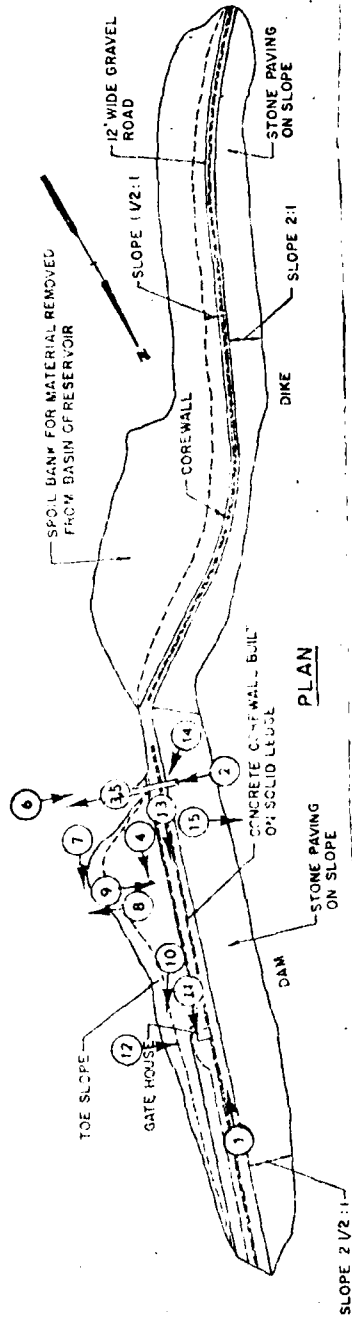 12' WIDE GRAVEL
ROAD
SLOPE 1 1/2:1
STONE PAVING
ON SLOPE
SLOPE 2:1
SPOIL BANK FOR MATERIAL REMOVED
FROM BASIN OF RESERVOIR
N
COREWALL
DIKE
PLAN
CONCRETE COREWALL BUILT
ON SOLID LEDGE
STONE PAVING
ON SLOPE
DAM
TOE SLOPE
GATE HOUSE
SLOPE 2 1/2:1
6
7
3,5
14
2
4
13
15
9
8
10
11
12
1